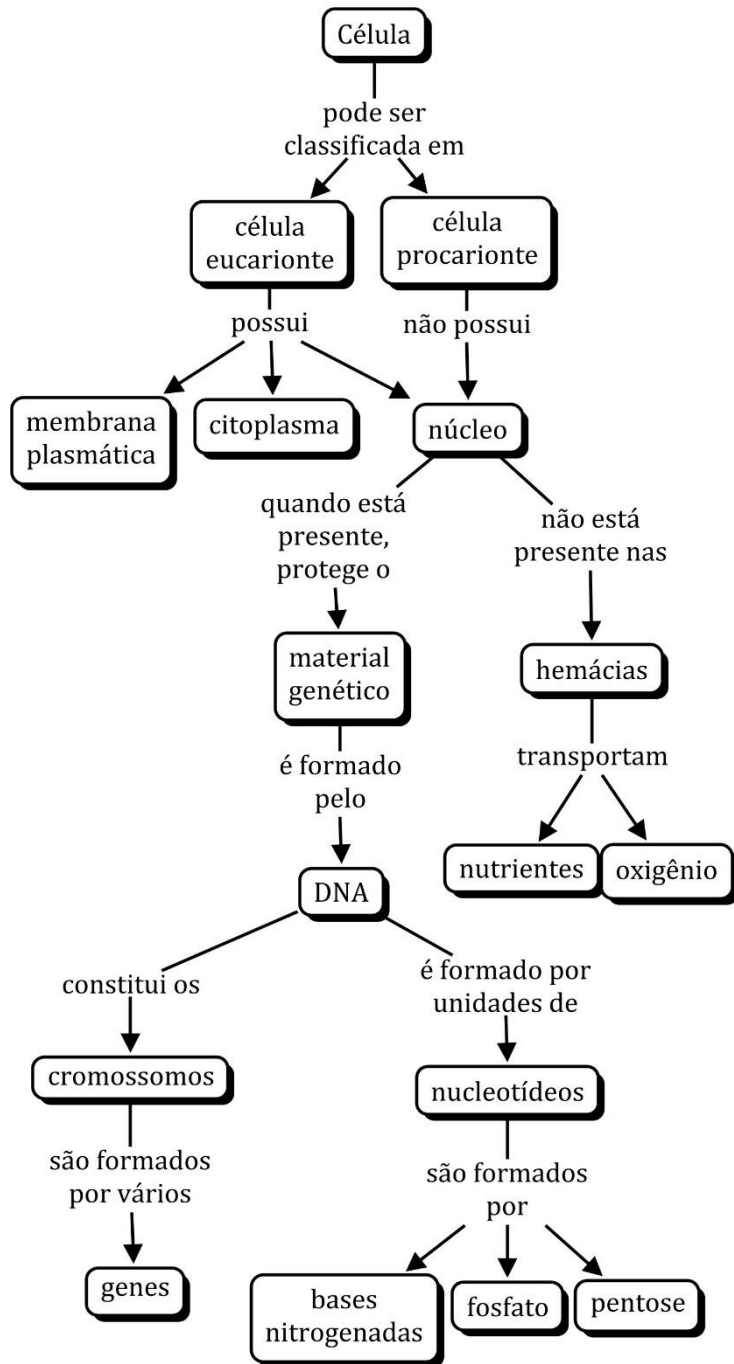 Célula
pode ser
classificada em
célula
eucarionte
célula
procarionte
possui
não possui
membrana
plasmática
citoplasma
núcleo
quando está
presente,
protege o
não está
presente nas
material
genético
hemácias
é formado
pelo
transportam
nutrientes
oxigênio
DNA
constitui os
é formado por
unidades de
cromossomos
nucleotídeos
são formados
por vários
são formados
por
genes
bases
nitrogenadas
fosfato
pentose